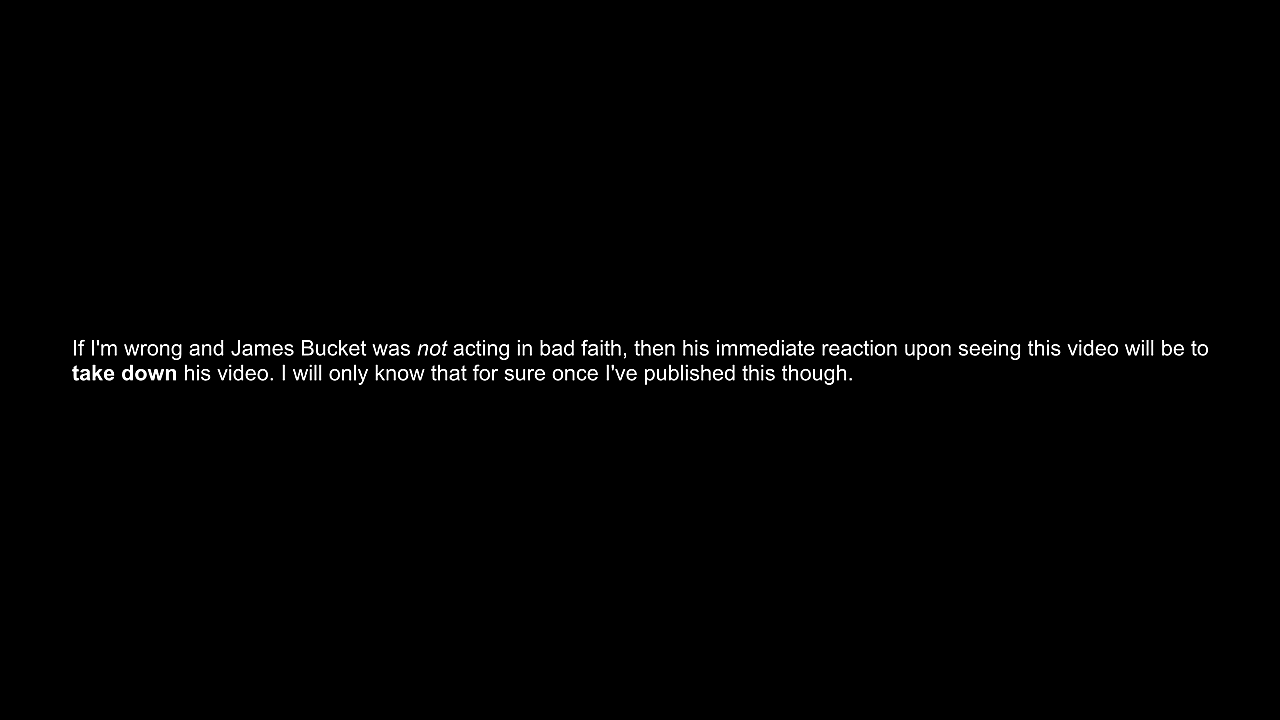 If I'm wrong and James Bucket was not acting in bad faith, then his immediate reaction upon seeing this video will be to
take down his video. I will only know that for sure once I've published this though.